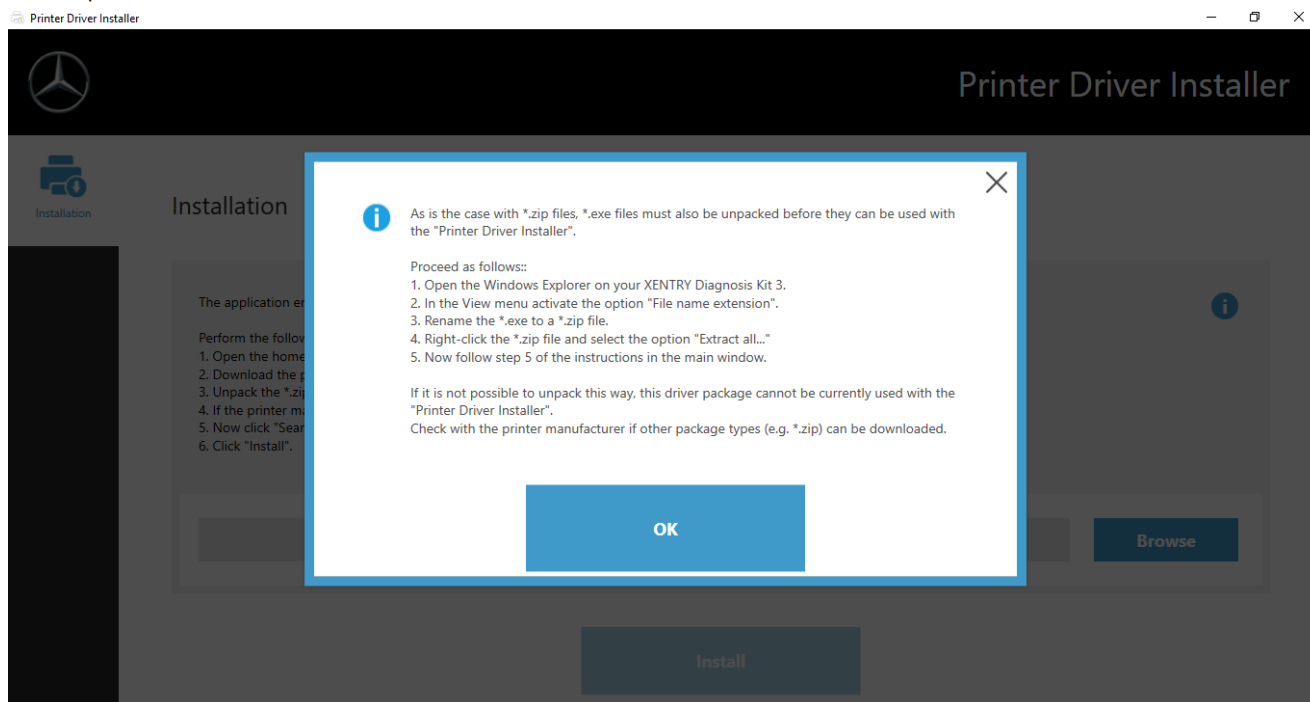 Printer Driver Installer
Printer Driver Installer
Installation
Installation
As is the case with *.zip files, *.exe files must also be unpacked before they can be used with
the "Printer Driver Installer".
Proceed as follows::
1. Open the Windows Explorer on your XENTRY Diagnosis Kit 3.
2. In the View menu activate the option "File name extension".
3. Rename the *.exe to a *.zip file.
4. Right-click the *.zip file and select the option "Extract all..."
5. Now follow step 5 of the instructions in the main window.
If it is not possible to unpack this way, this driver package cannot be currently used with the
"Printer Driver Installer".
Check with the printer manufacturer if other package types (e.g. *.zip) can be downloaded.
OK
The application
Perform the
1. Open the home
2. Download the
3. Unpack the
4. If the printer
5. Now click
6. Click "Install".
Browse
Install